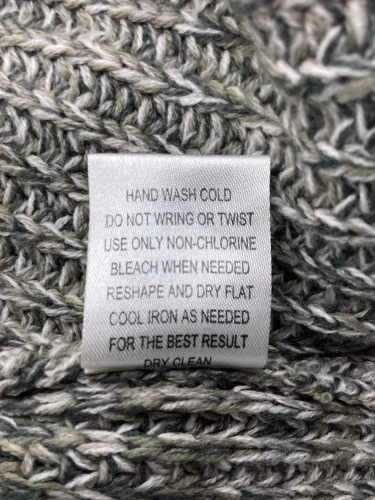 HAND WASH COLD
DO NOT WRING OR TWIST
USE ONLY NON-CHLORINE
BLEACH WHEN NEEDED
RESHAPE AND DRY FLAT
COOL IRON AS NEEDED
FOR THE BEST RESULT
DRY CLEAN